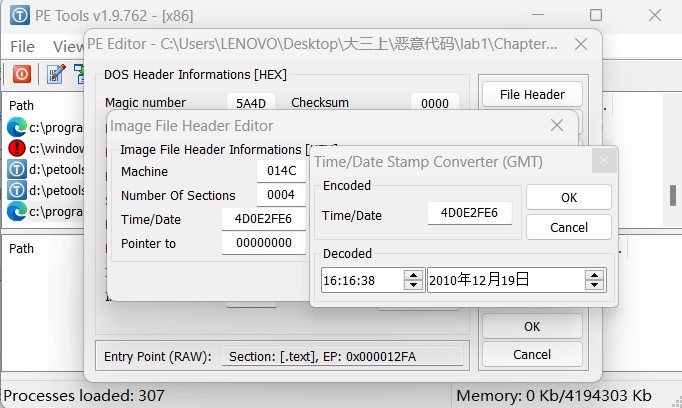 PE Tools v1.9.762 - [x86]
File View
PE Editor - C:\Users\LENOVO\Desktop\大三上\恶意代码\lab1\Chapter...
DOS Header Informations [HEX]
Magic number 5A4D Checksum 0000
File Header
Path
c:\progra
c:\window
d:\petools
d:\petools
c:\progra
Path
Image File Header Editor
Image File Header Informations
Machine 014C
Number Of Sections 0004
Time/Date 4D0E2FE6
Pointer to 00000000
Time/Date Stamp Converter (GMT)
Encoded
Time/Date 4D0E2FE6
OK
Cancel
Decoded
16:16:38 2010年12月19日
OK
Cancel
Entry Point (RAW): Section: [.text], EP: 0x000012FA
Processes loaded: 307 Memory: 0 Kb/4194303 Kb